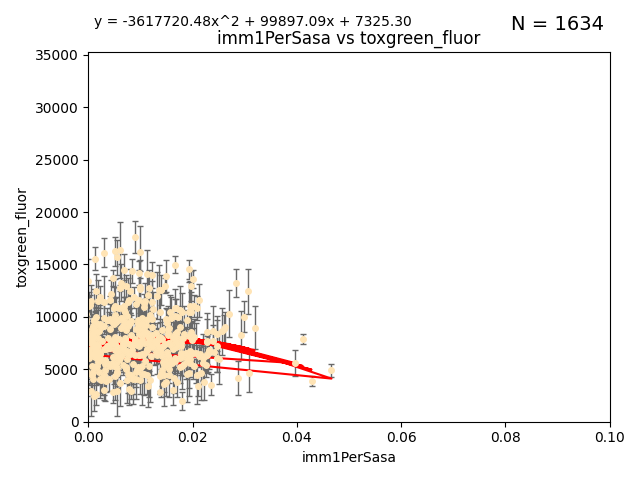 y = -3617720.48x^2 + 99897.09x + 7325.30
N = 1634
imm1PerSasa vs toxgreen_fluor
35000
30000
25000
20000
15000
10000
5000
0
toxgreen_fluor
0.00 0.02 0.04 0.06 0.08 0.10
imm1PerSasa